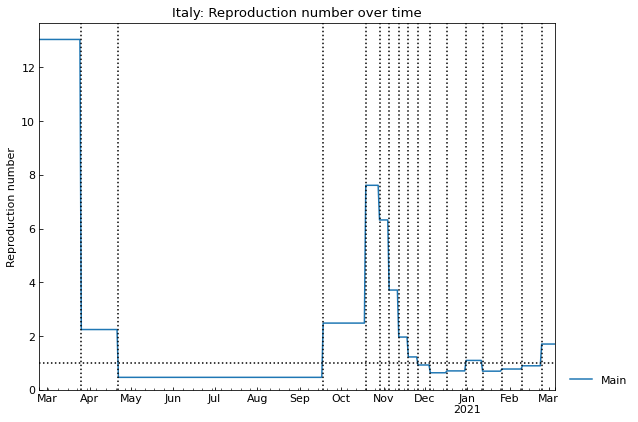 Italy: Reproduction number over time
Reproduction number
12
10
8
6
4
2
0
Mar Apr May Jun Jul Aug Sep Oct Nov Dec Jan Feb Mar
2021
Main